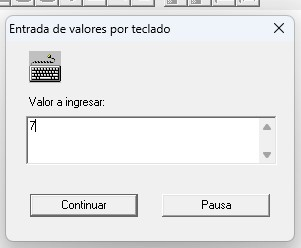 Entrada de valores por teclado
Valor a ingresar:
7
Continuar
Pausa